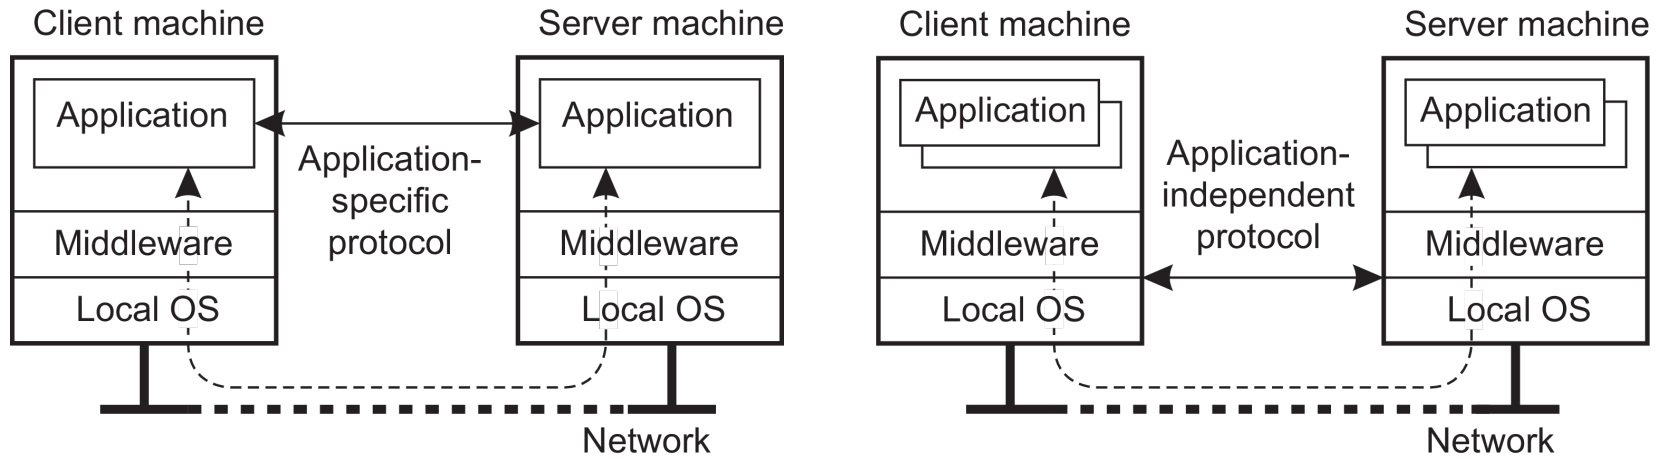 Client machine
Server machine
Application
Application
Application-
specific
protocol
Middleware
Middleware
Local OS
Local OS
Network
Client machine
Server machine
Application
Application
Application-
independent
protocol
Middleware
Middleware
Local OS
Local OS
Network